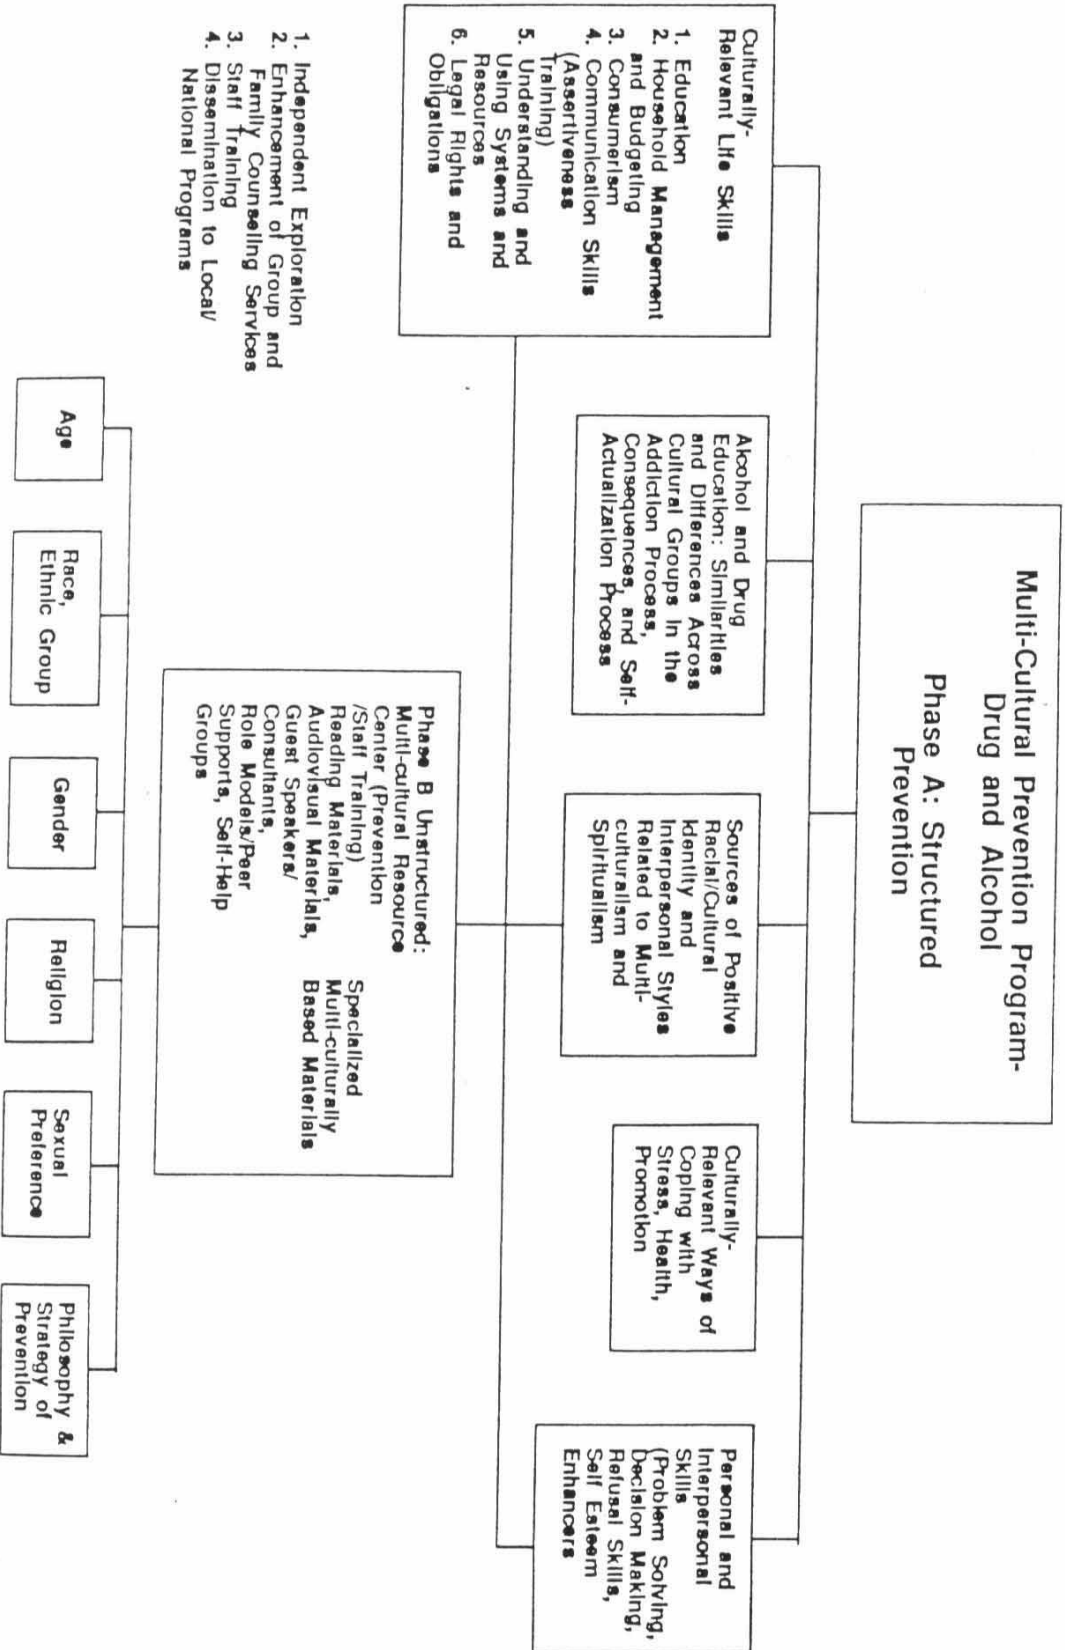 Multi-Cultural Prevention Program-
Drug and Alcohol
Phase A: Structured
Prevention
Culturally-
Relevant Life Skills
1. Education
2. Household Management
and Budgeting
3. Consumerism
4. Communication Skills
(Assertiveness
Training)
5. Understanding and
Using Systems and
Resources
6. Legal Rights and
Obligations
Alcohol and Drug
Education: Similarities
and Differences Across
Cultural Groups in the
Addiction Process,
Consequences, and Self-
Actualization Process
Sources of Positive
Racial/Cultural
Identity and
Interpersonal Styles
Related to Multi-
culturalism and
Spiritualism
Culturally-
Relevant Ways of
Coping with
Stress, Health,
Promotion
Personal and
Interpersonal
Skills
(Problem Solving,
Decision Making,
Refusal Skills,
Self Esteem
Enhancers
1. Independent Exploration
2. Enhancement of Group and
Family Counseling Services
3. Staff Training
4. Dissemination to Local/
National Programs
Phase B Unstructured:
Multi-cultural Resource
Center (Prevention
/Staff Training)
Reading Materials,
Audiovisual Materials,
Guest Speakers/
Consultants,
Role Models/Peer
Supports, Self-Help
Groups
Specialized
Multi-culturally
Based Materials
Age
Race,
Ethnic Group
Gender
Religion
Sexual
Preference
Philosophy &
Strategy of
Prevention